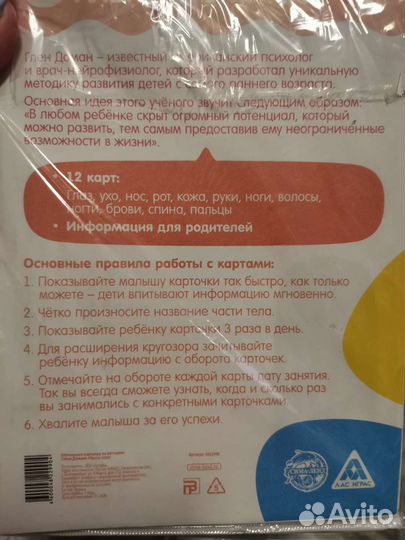 Глен Доман – известный американский психолог
и врач-нейрофизиолог, который разработал уникальную
методику развития детей с самого раннего возраста.
Основная идея этого учёного звучит следующим образом:
«В любом ребёнке скрыт огромный потенциал, который
можно развить, тем самым предоставив ему неограниченные
возможности в жизни».
• 12 карт:
Глаз, ухо, нос, рот, кожа, руки, ноги, волосы,
ногти, брови, спина, пальцы
• Информация для родителей
Основные правила работы с картами:
1. Показывайте малышу карточки так быстро, как только
можете – дети впитывают информацию мгновенно.
2. Чётко произносите название части тела.
3. Показывайте ребёнку карточки 3 раза в день.
4. Для расширения кругозора зачитывайте
ребёнку информацию с оборота карточек.
5. Отмечайте на обороте каждой карты дату занятия.
Так вы всегда сможете узнать, когда и сколько раз
вы занимались с конкретными карточками.
6. Хвалите малыша за его успехи.
СИМА-ЛЕНД
ЛАС ИГРАС
Avito